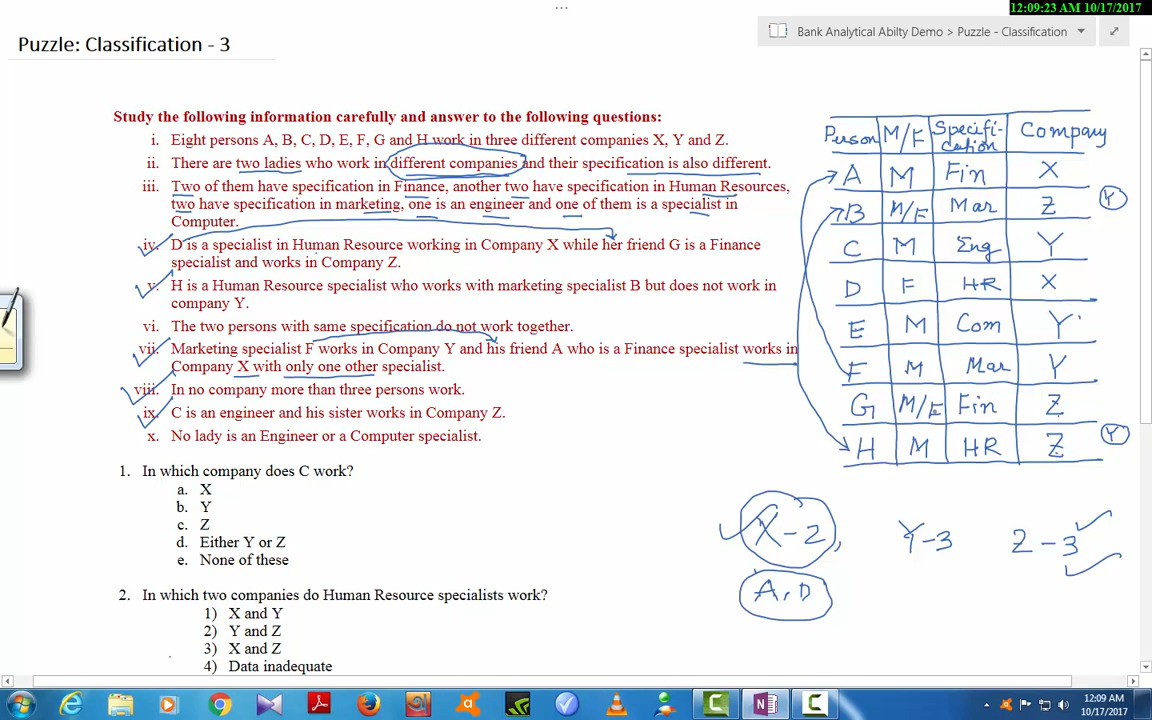 12:09:23 AM 10/17/2017
Puzzle: Classification - 3
Bank Analytical Abilty Demo > Puzzle - Classification
Study the following information carefully and answer to the following questions:
i. Eight persons A, B, C, D, E, F, G and H work in three different companies X, Y and Z.
ii. There are two ladies who work in different companies and their specification is also different.
iii. Two of them have specification in Finance, another two have specification in Human Resources,
two have specification in marketing, one is an engineer and one of them is a specialist in
Computer.
iv. D is a specialist in Human Resource working in Company X while her friend G is a Finance
specialist and works in Company Z.
v. H is a Human Resource specialist who works with marketing specialist B but does not work in
company Y.
vi. The two persons with same specification do not work together.
vii. Marketing specialist F works in Company Y and his friend A who is a Finance specialist works in
Company X with only one other specialist.
viii. In no company more than three persons work.
ix. C is an engineer and his sister works in Company Z.
x. No lady is an Engineer or a Computer specialist.
1. In which company does C work?
a. X
b. Y
c. Z
d. Either Y or Z
e. None of these
2. In which two companies do Human Resource specialists work?
1) X and Y
2) Y and Z
3) X and Z
4) Data inadequate
Person M/F Specifi-cation Company
A M Fin X
B M/F Mar Z Y
C M Eng Y
D F HR X
E M Com Y
F M Mar Y
G M/F Fin Z
H M HR Z Y
X-2, Y-3 Z-3
A, D
12:09 AM
10/17/2017